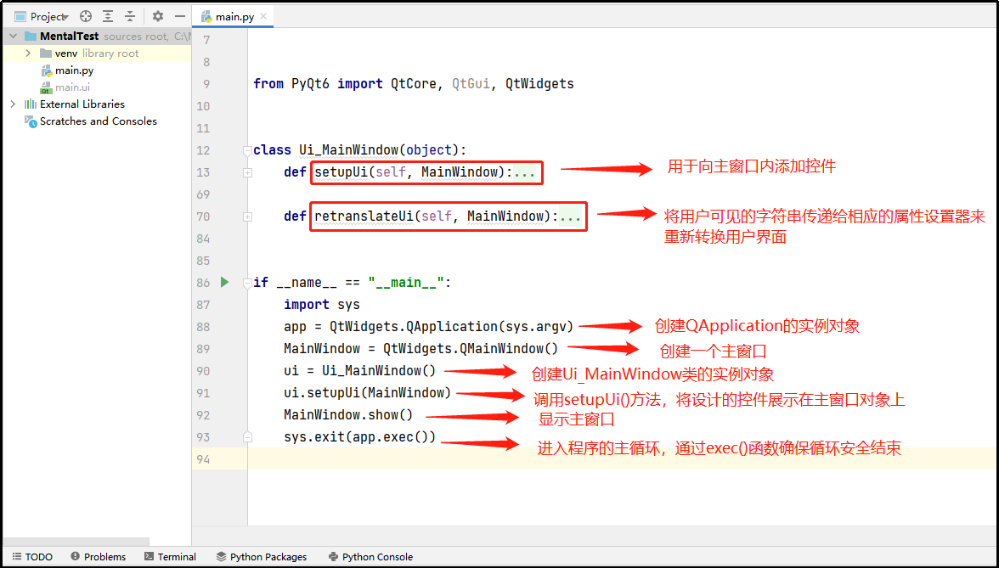 Project
main.py
MentalTest sources root, C:\
venv library root
main.py
main.ui
External Libraries
Scratches and Consoles
7
8
9 from PyQt6 import QtCore, QtGui, QtWidgets
10
11
12 class Ui_MainWindow(object):
13 def setupUi(self, MainWindow):... 用于向主窗口内添加控件
69
70 def retranslateUi(self, MainWindow):... 将用户可见的字符串传递给相应的属性设置器来
重新转换用户界面
84
85
86 if __name__ == "__main__":
87 import sys
88 app = QtWidgets.QApplication(sys.argv) 创建QApplication的实例对象
89 MainWindow = QtWidgets.QMainWindow() 创建一个主窗口
90 ui = Ui_MainWindow() 创建Ui_MainWindow类的实例对象
91 ui.setupUi(MainWindow) 调用setupUi()方法，将设计的控件展示在主窗口对象上
92 MainWindow.show() 显示主窗口
93 sys.exit(app.exec()) 进入程序的主循环，通过exec()函数确保循环安全结束
94
TODO Problems Terminal Python Packages Python Console